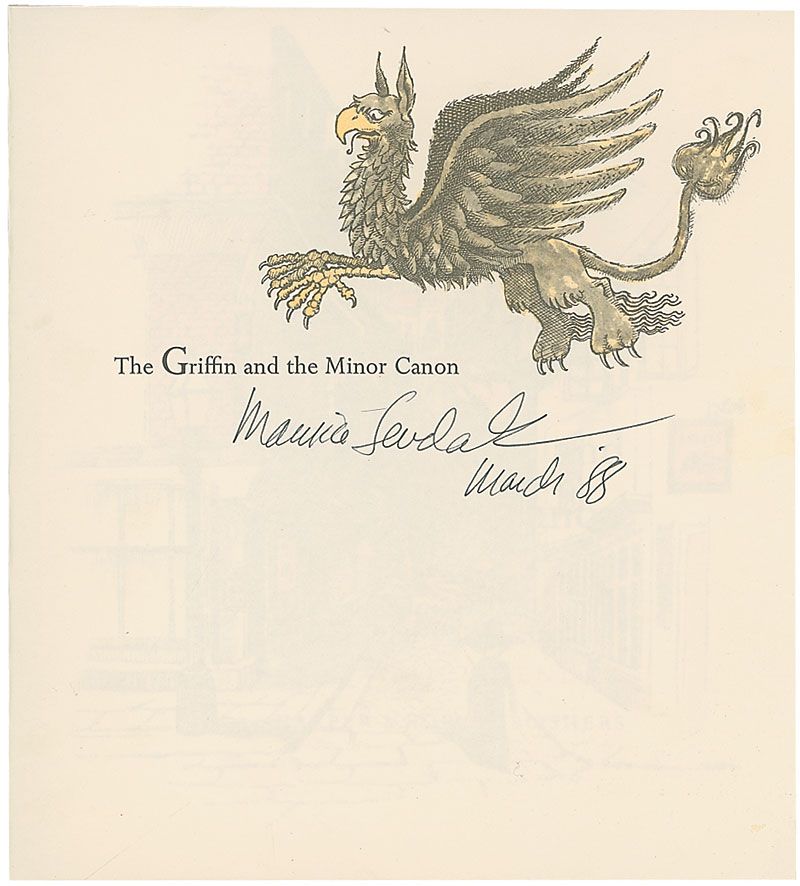 The Griffin and the Minor Canon
Maurice Sendak
March '88